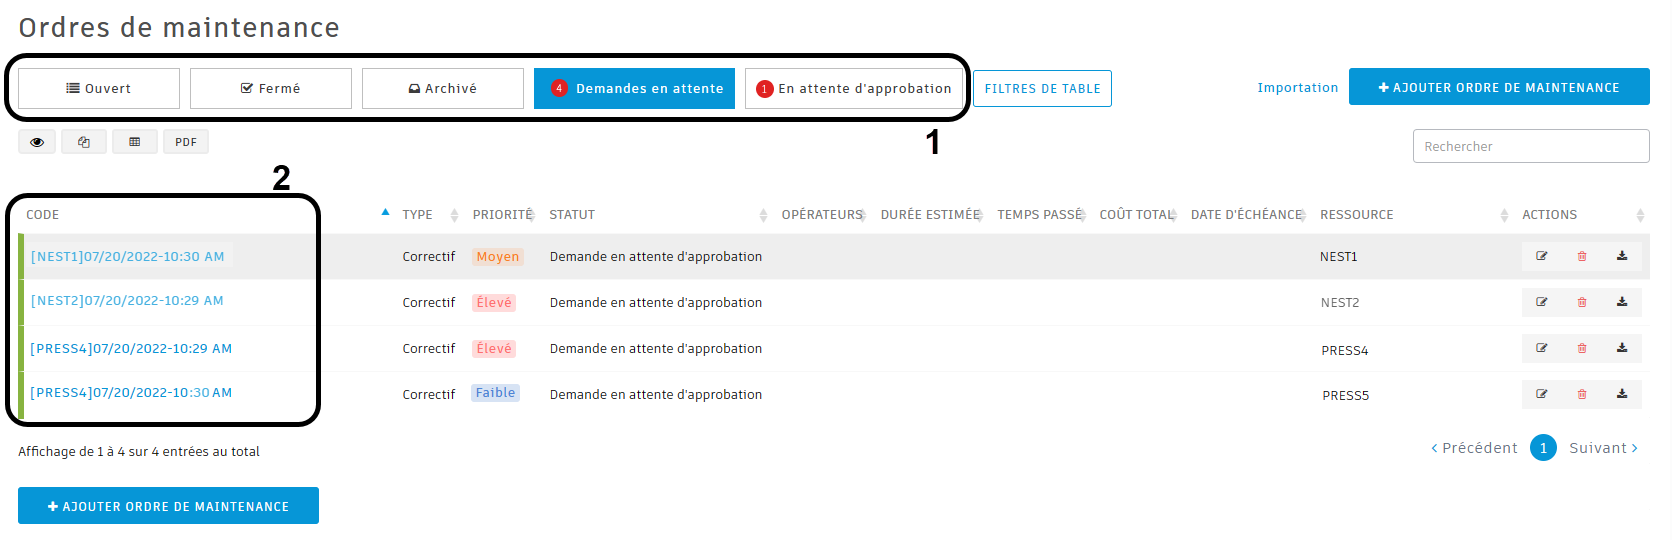 Ordres de maintenance
Ouvert Fermé Archivé 4 Demandes en attente 1 En attente d'approbation FILTRES DE TABLE Importation AJOUTER ORDRE DE MAINTENANCE
1
PDF Rechercher
2
CODE TYPE PRIORITÉ STATUT OPÉRATEURS DURÉE ESTIMÉE TEMPS PASSÉ COÛT TOTAL DATE D'ÉCHÉANCE RESSOURCE ACTIONS
[NEST1]07/20/2022-10:30 AM Correctif Moyen Demande en attente d'approbation NEST1
[NEST2]07/20/2022-10:29 AM Correctif Élevé Demande en attente d'approbation NEST2
[PRESS4]07/20/2022-10:29 AM Correctif Élevé Demande en attente d'approbation PRESS4
[PRESS4]07/20/2022-10:30 AM Correctif Faible Demande en attente d'approbation PRESS5
Affichage de 1 à 4 sur 4 entrées au total Précédent 1 Suivant
AJOUTER ORDRE DE MAINTENANCE